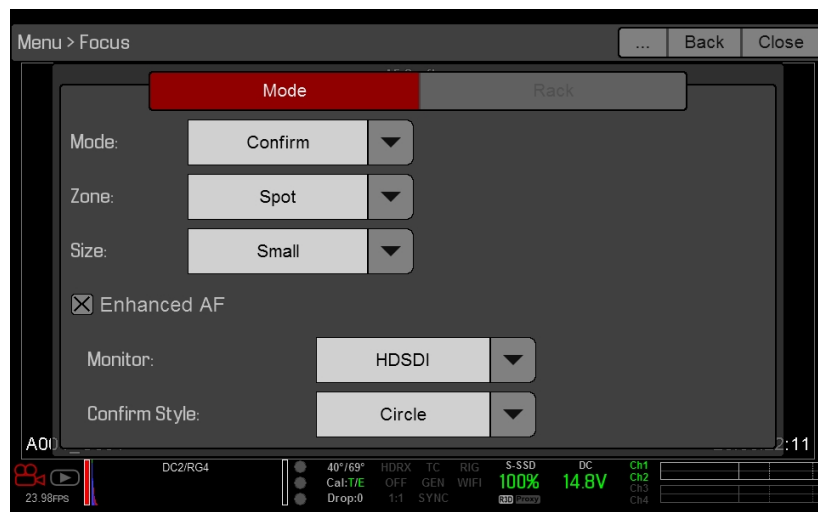 Menu > Focus
... Back Close
Mode Rack
Mode: Confirm
Zone: Spot
Size: Small
Enhanced AF
Monitor: HDSDI
Confirm Style: Circle
A00 2:11
DC2/RG4 40°/69° HDRX TC RIG S-SSD DC Ch1
Cal:T/E OFF GEN WIFI 100% 14.8V Ch2
23.98FPS Drop:0 1:1 SYNC R3D Proxy Ch3
Ch4